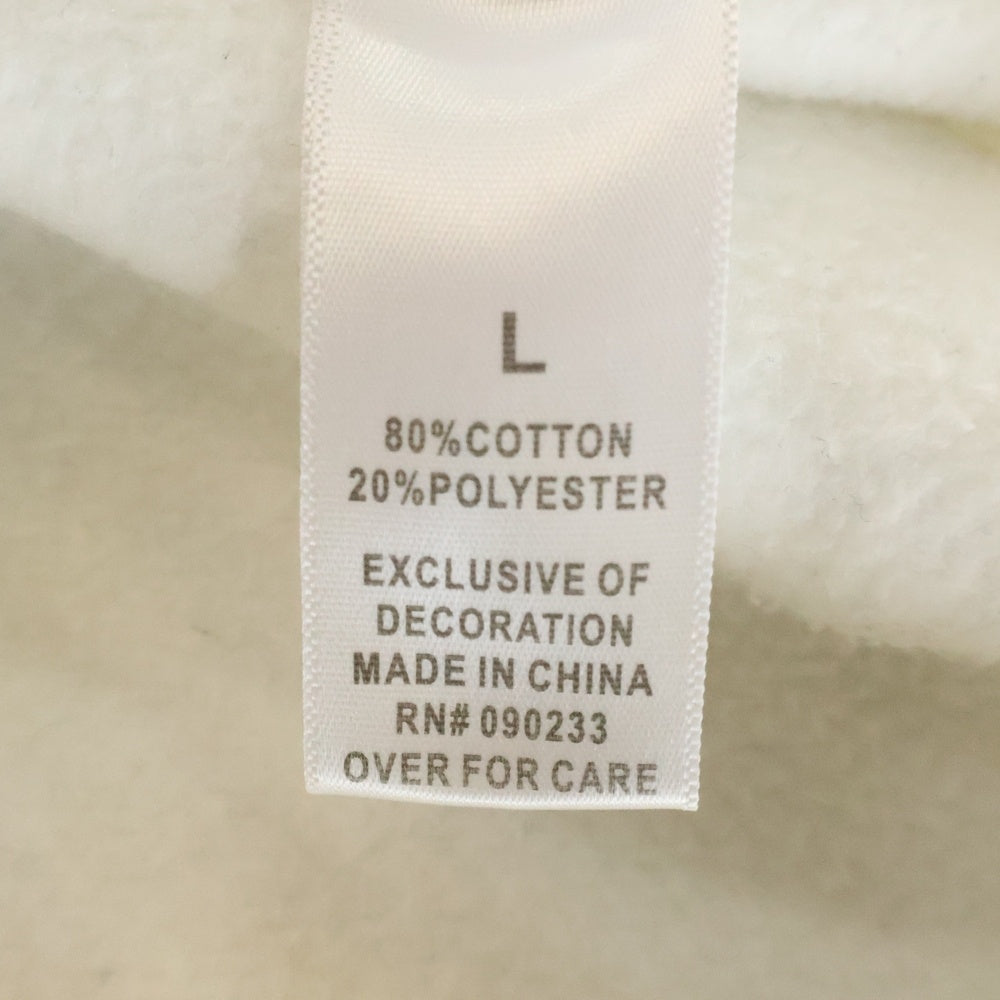 L
80%COTTON
20%POLYESTER
EXCLUSIVE OF
DECORATION
MADE IN CHINA
RN# 090233
OVER FOR CARE